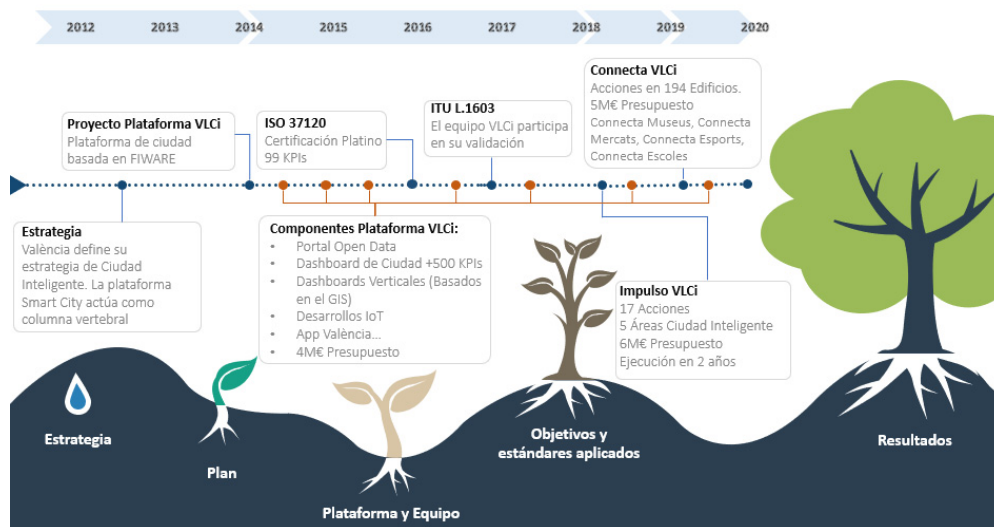 2012 2013 2014 2015 2016 2017 2018 2019 2020
Proyecto Plataforma VLCi
Plataforma de ciudad
basada en FIWARE
ISO 37120
Certificación Platino
99 KPIs
ITU L.1603
El equipo VLCi participa
en su validación
Connecta VLCi
Acciones en 194 Edificios.
5M€ Presupuesto
Connecta Museus, Connecta
Mercats, Connecta Esports,
Connecta Escoles
Estrategia
València define su
estrategia de Ciudad
Inteligente. La plataforma
Smart City actúa como
columna vertebral
Componentes Plataforma VLCi:
• Portal Open Data
• Dashboard de Ciudad +500 KPIs
• Dashboards Verticales (Basados
en el GIS)
• Desarrollos IoT
• App València...
• 4M€ Presupuesto
Impulso VLCi
17 Acciones
5 Áreas Ciudad Inteligente
6M€ Presupuesto
Ejecución en 2 años
Estrategia
Plan
Plataforma y Equipo
Objetivos y
estándares aplicados
Resultados